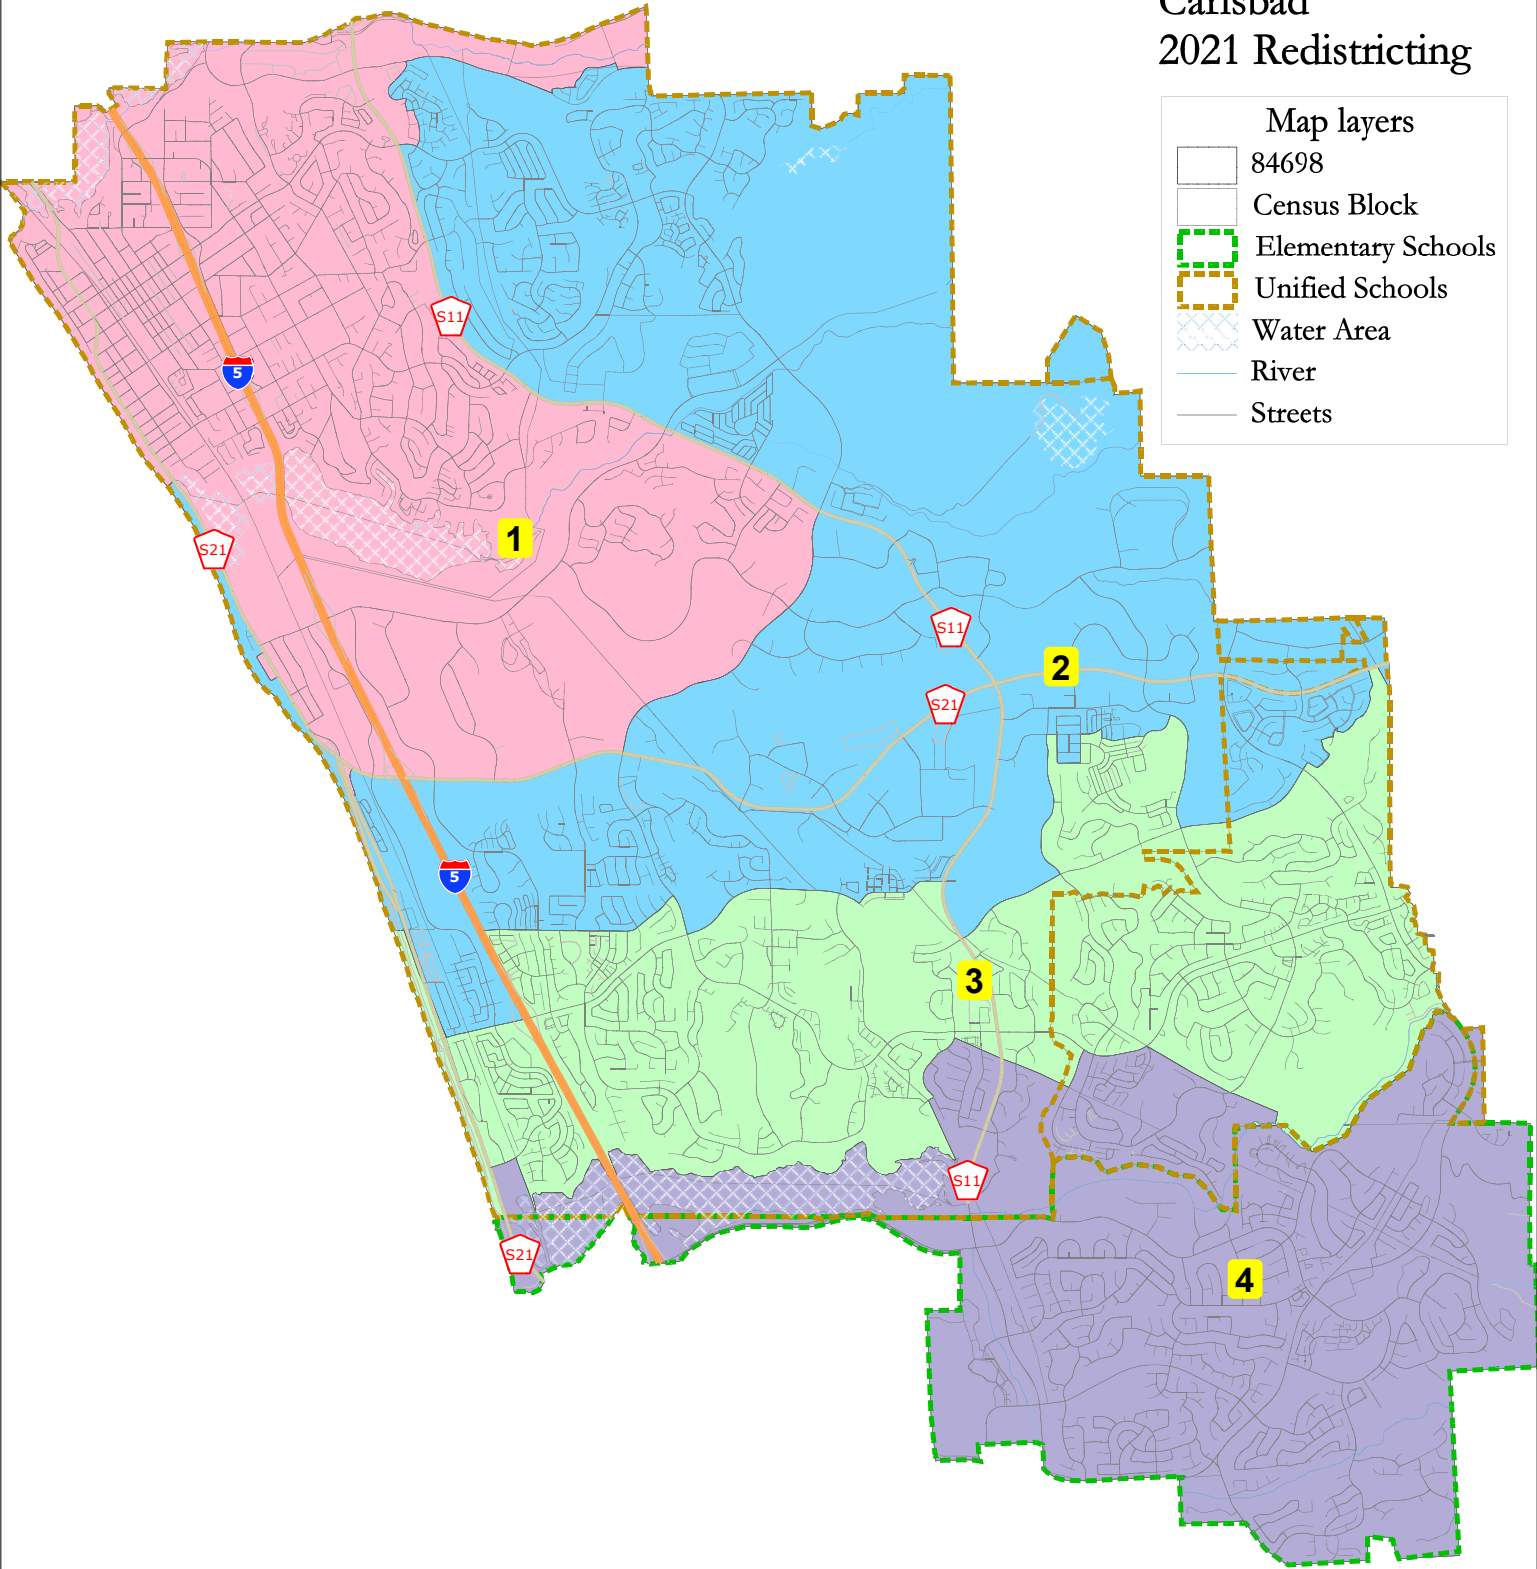 Carlsbad
2021 Redistricting
Map layers
84698
Census Block
Elementary Schools
Unified Schools
Water Area
River
Streets
S11
5
S21
1
S11
2
S21
5
3
S11
S21
4